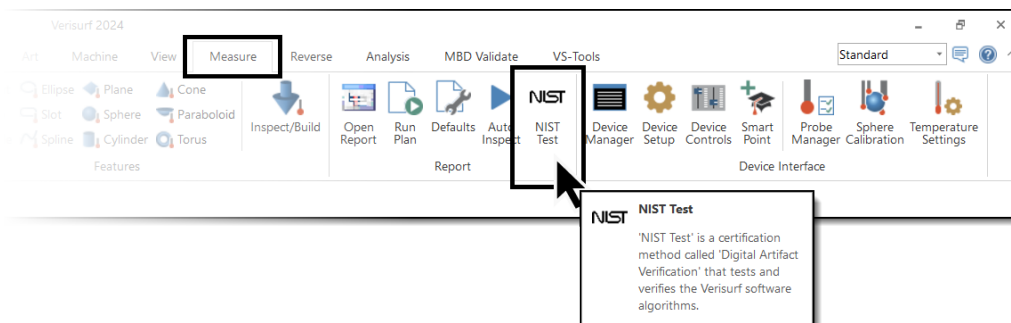 Verisurf 2024
Art Machine View Measure Reverse Analysis MBD Validate VS-Tools Standard
Ellipse Plane Cone
Slot Sphere Paraboloid
Spline Cylinder Torus
Features
Inspect/Build
Open Report
Run Plan
Defaults
Auto Inspect
NIST
NIST Test
Report
Device Manager
Device Setup
Device Controls
Smart Point
Probe Manager
Sphere Calibration
Temperature Settings
Device Interface
NIST
NIST Test
'NIST Test' is a certification
method called 'Digital Artifact
Verification' that tests and
verifies the Verisurf software
algorithms.